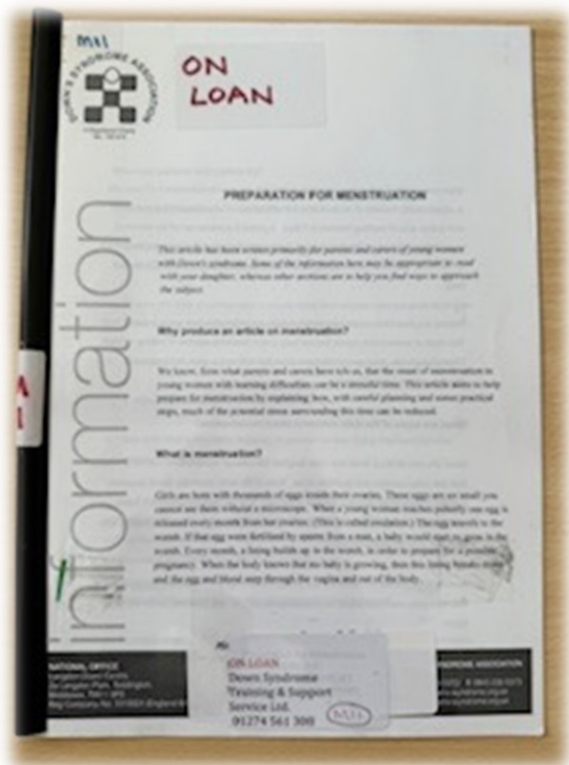 M11
DOWN'S SYNDROME ASSOCIATION
ON
LOAN
information
PREPARATION FOR MENSTRUATION
This article has been written primarily for parents and carers of young women
with Down's syndrome. Some of the information here may be appropriate to read
with your daughter, whereas other sections are to help you find ways to approach
the subject.
Why produce an article on menstruation?
We know, from what parents and carers have told us, that the onset of menstruation in
young women with learning difficulties can be a stressful time. This article aims to help
prepare for menstruation by explaining how, with careful planning and some practical
steps, much of the potential stress surrounding this time can be reduced.
What is menstruation?
Girls are born with thousands of eggs inside their ovaries. These eggs are so small you
cannot see them without a microscope. When a young woman reaches puberty one egg is
released every month from her ovaries. (This is called ovulation.) The egg travels to the
womb. If that egg were fertilised by sperm from a man, a baby would start to grow in the
womb. Every month, a lining builds up in the womb, in order to prepare for a possible
pregnancy. When the body knows that no baby is growing, then this lining breaks down
and the egg and blood seep through the vagina and out of the body.
NATIONAL OFFICE
Langdon Down Centre,
ON LOAN
Down Syndrome
Training & Support
Service Ltd.
01274 561 308
M11
SYNDROME ASSOCIATION